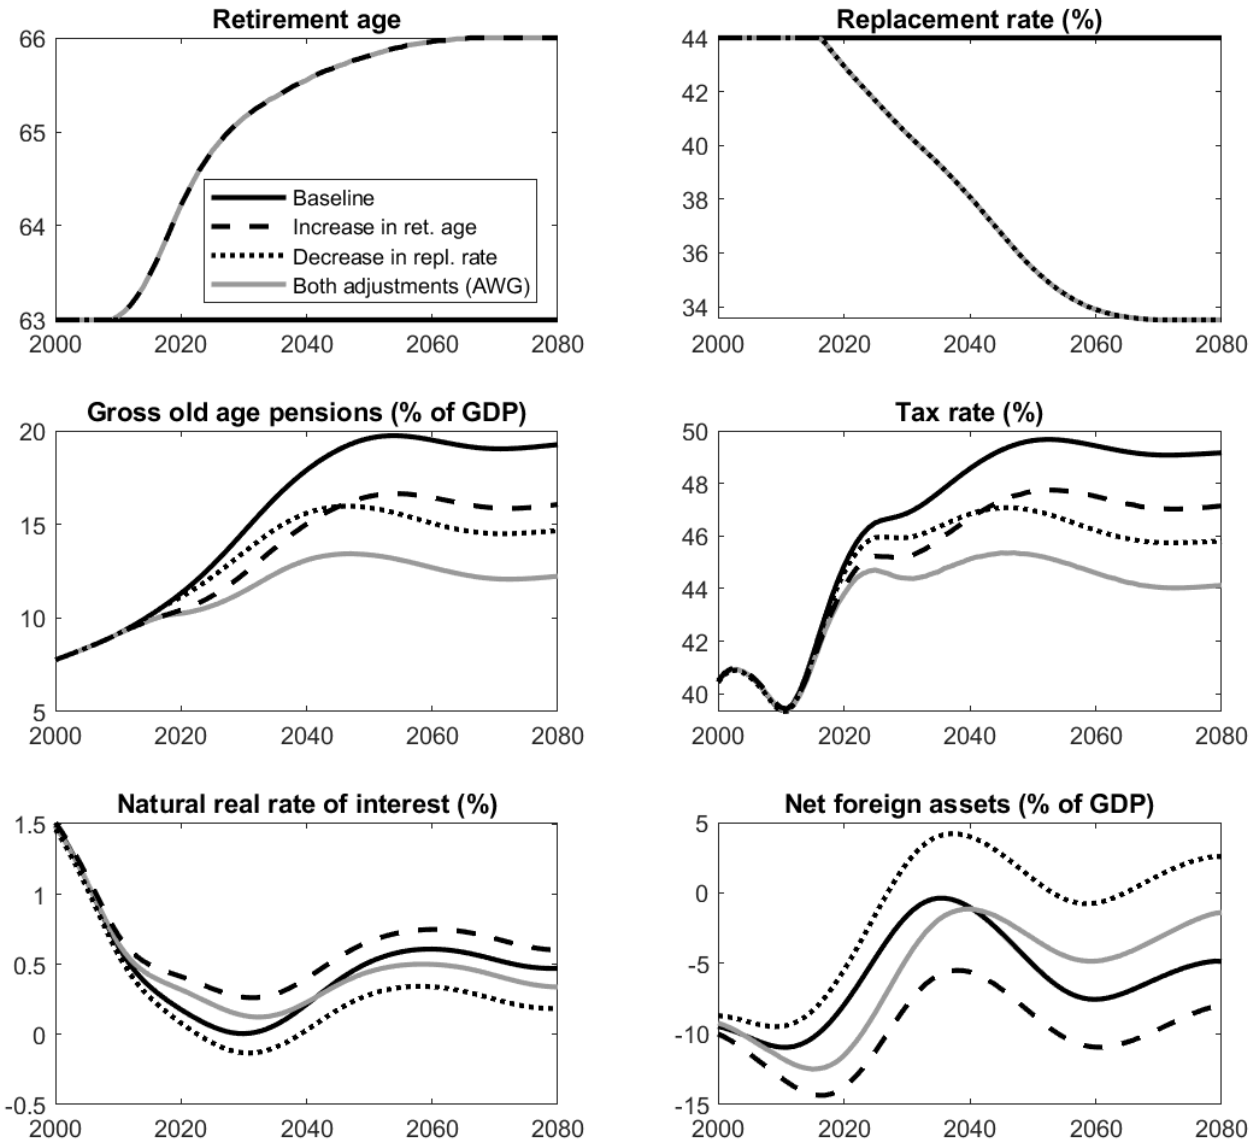 Retirement age
66
65
64
63
2000 2020 2040 2060 2080
Baseline
Increase in ret. age
Decrease in repl. rate
Both adjustments (AWG)
Replacement rate (%)
44
42
40
38
36
34
2000 2020 2040 2060 2080
Gross old age pensions (% of GDP)
20
15
10
5
2000 2020 2040 2060 2080
Tax rate (%)
50
48
46
44
42
40
2000 2020 2040 2060 2080
Natural real rate of interest (%)
1.5
1
0.5
0
-0.5
2000 2020 2040 2060 2080
Net foreign assets (% of GDP)
5
0
-5
-10
-15
2000 2020 2040 2060 2080